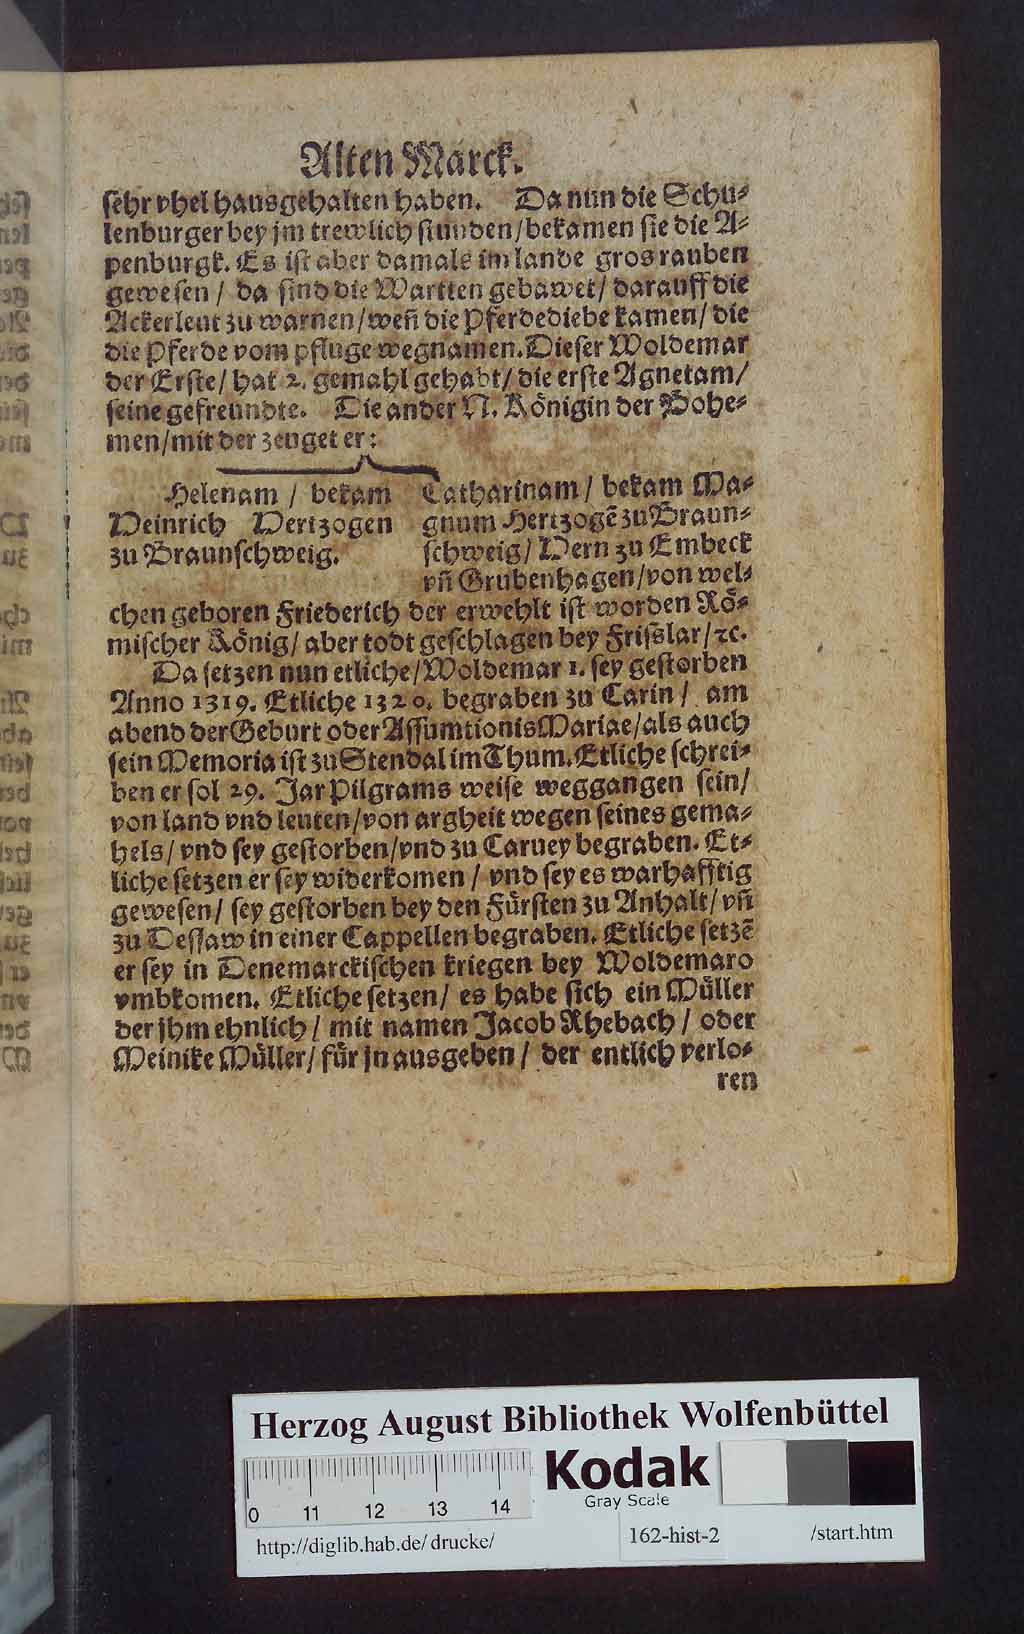 Alten Marck.
sehr vbel hausgehalten haben. Da nun die Schu-
lenburger bey jm trewlich stunden/ bekamen sie die A-
penburgk. Es ist aber damals im lande gros rauben
gewesen/ da sind die Wartten gebawet/ darauff die
Ackerleut zu warnen/ weñ die Pferdediebe kamen/ die
die Pferde vom pfluge wegnamen. Dieser Woldemar
der Erste/ hat 2. gemahl gehabt/ die erste Agnetam/
seine gefreundte. Die ander N. Königin der Bohe-
men/ mit der zeuget er:
Helenam / bekam
Heinrich Hertzogen
zu Braunschweig.
Catharinam/ bekam Ma-
gnum Hertzogē zu Braun-
schweig/ Hern zu Embeck
vñ Grubenhagen/ von wel-
chen geboren Friederich der erwehlt ist worden Rö-
mischer König/ aber todt geschlagen bey Frißlar/ ꝛc.
Da setzen nun etliche/ Woldemar 1. sey gestorben
Anno 1319. Etliche 1320. begraben zu Carin/ am
abend der Geburt oder Assumtionis Mariae/ als auch
sein Memoria ist zu Stendal im Thum. Etliche schrei-
ben er sol 29. Jar Pilgrams weise weggangen sein/
von land vnd leuten/ von argheit wegen seines gema-
hels/ vnd sey gestorben/ vnd zu Caruey begraben. Et-
liche setzen er sey widerkomen / vnd sey es warhafftig
gewesen/ sey gestorben bey den Fürsten zu Anhalt/ vñ
zu Dessaw in einer Cappellen begraben. Etliche setzē
er sey in Denemarckischen kriegen bey Woldemaro
vmbkomen. Etliche setzen/ es habe sich ein Müller
der jhm ehnlich/ mit namen Jacob Rhebach/ oder
Meinike Müller/ für jn ausgeben/ der entlich verlo-
ren
Herzog August Bibliothek Wolfenbüttel
0 11 12 13 14
Kodak
Gray Scale
http://diglib.hab.de/drucke/ 162-hist-2 /start.htm